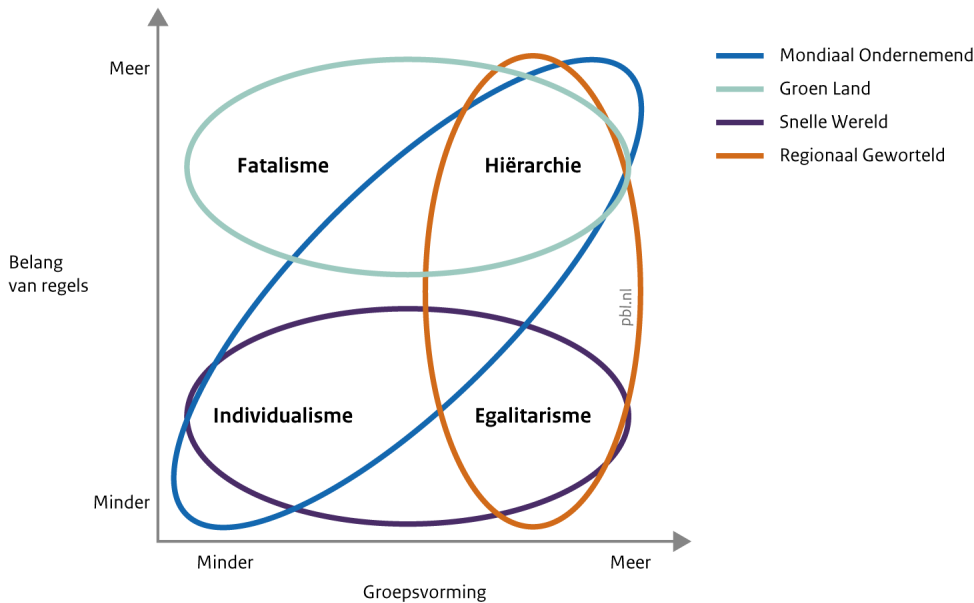 Meer
Mondiaal Ondernemend
Groen Land
Snelle Wereld
Regionaal Geworteld
Fatalisme
Hiërarchie
Belang
van regels
pbl.nl
Individualisme
Egalitarisme
Minder
Minder
Meer
Groepsvorming